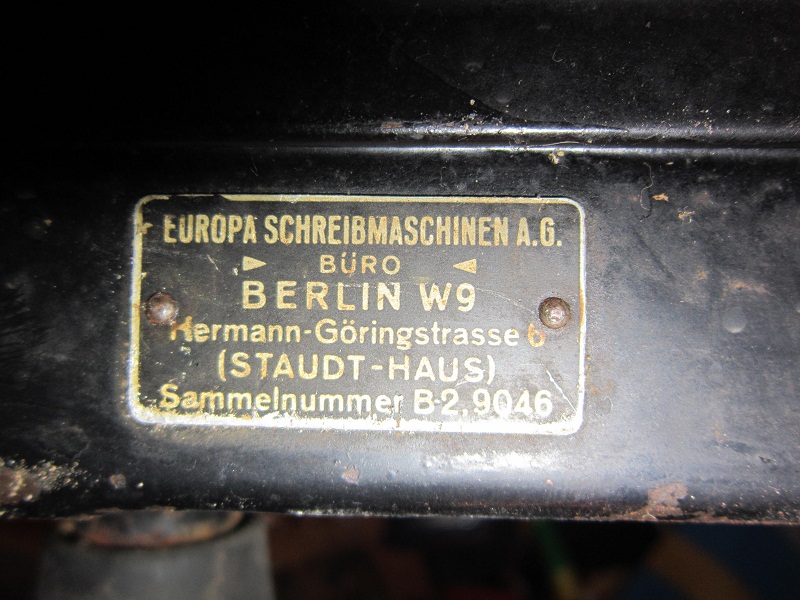 EUROPA SCHREIBMASCHINEN A.G.
BÜRO
BERLIN W9
Hermann-Göringstrasse 6
(STAUDT-HAUS)
Sammelnummer B-2, 9046